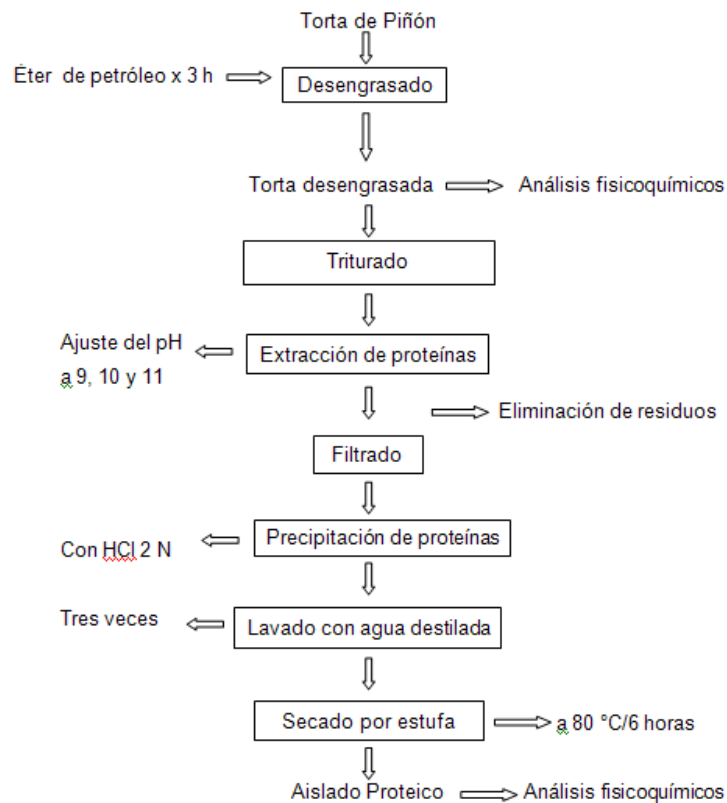 Torta de Piñón
Éter de petróleo x 3 h
Desengrasado
Torta desengrasada
Análisis fisicoquímicos
Triturado
Ajuste del pH
a 9, 10 y 11
Extracción de proteínas
Eliminación de residuos
Filtrado
Con HCl 2 N
Precipitación de proteínas
Tres veces
Lavado con agua destilada
Secado por estufa
a 80 °C/6 horas
Aislado Proteico
Análisis fisicoquímicos